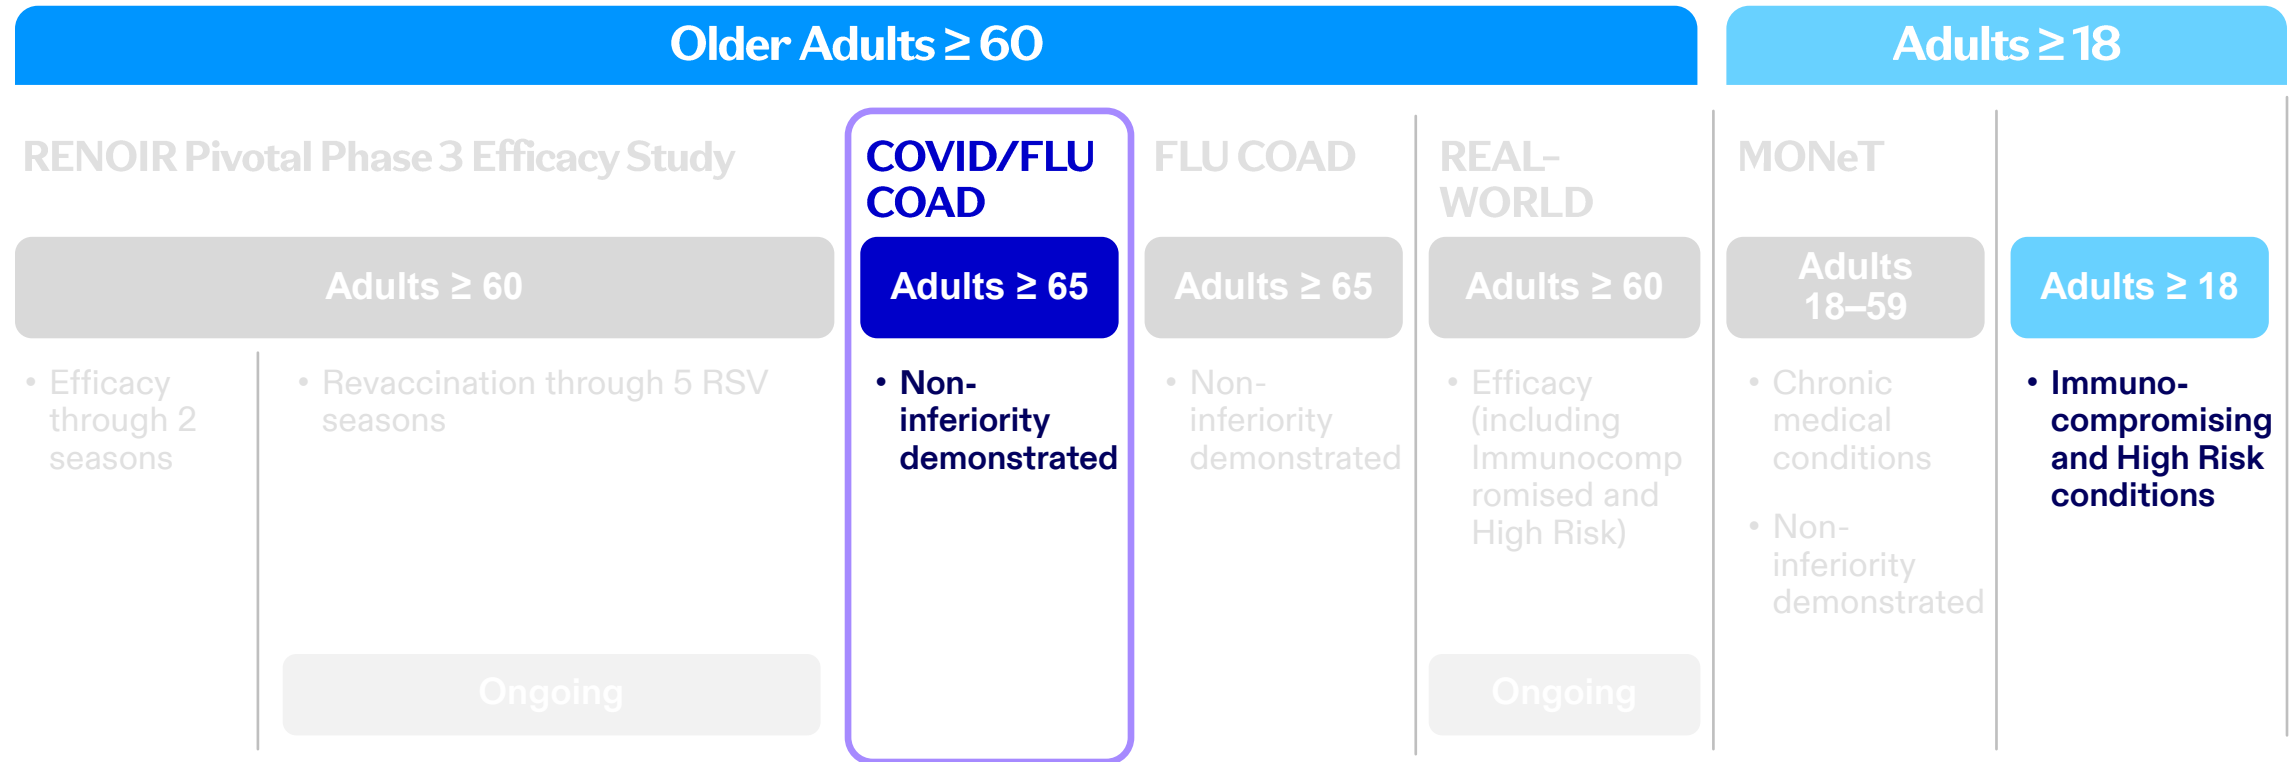 Older Adults ≥ 60
Adults ≥ 18
RENOIR Pivotal Phase 3 Efficacy Study
Adults ≥ 60
• Efficacy
through 2
seasons
• Revaccination through 5 RSV
seasons
Ongoing
COVID/FLU
COAD
Adults ≥ 65
• Non-
inferiority
demonstrated
FLU COAD
Adults ≥ 65
• Non-
inferiority
demonstrated
REAL-
WORLD
Adults ≥ 60
• Efficacy
(including
Immunocomp
romised and
High Risk)
Ongoing
MONeT
Adults
18–59
• Chronic
medical
conditions
• Non-
inferiority
demonstrated
Adults ≥ 18
• Immuno-
compromising
and High Risk
conditions